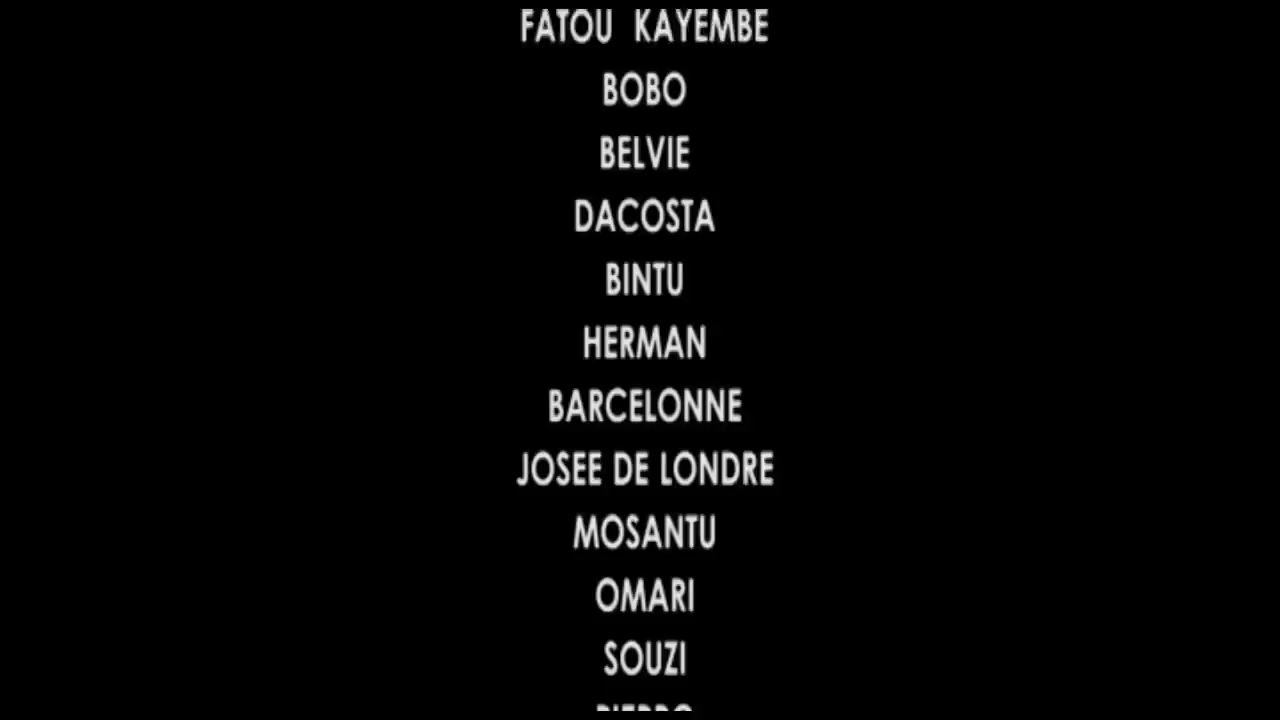 FATOU KAYEMBE
BOBO
BELVIE
DACOSTA
BINTU
HERMAN
BARCELONNE
JOSEE DE LONDRE
MOSANTU
OMARI
SOUZI